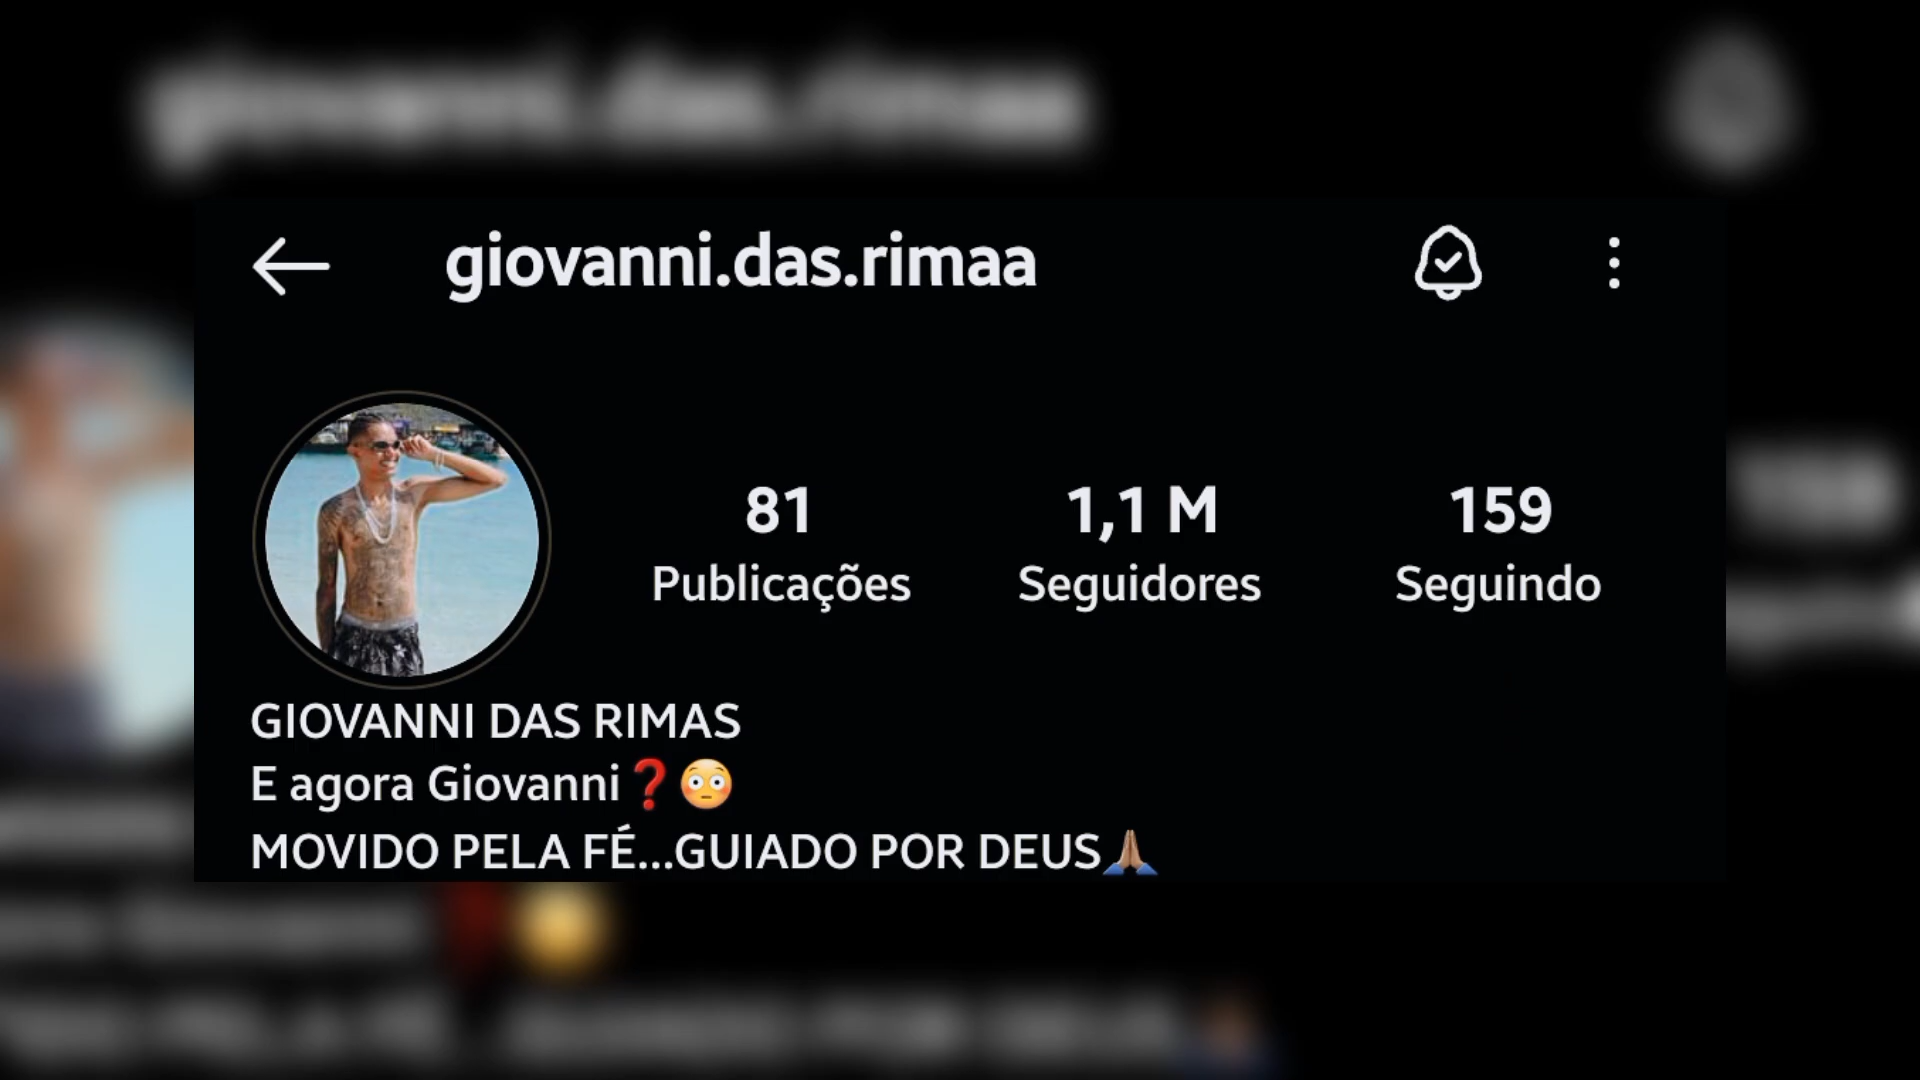 giovanni.das.rimaa
81
Publicações
1,1 M
Seguidores
159
Seguindo
GIOVANNI DAS RIMAS
E agora Giovanni❓😳
MOVIDO PELA FÉ...GUIADO POR DEUS🙏🏽